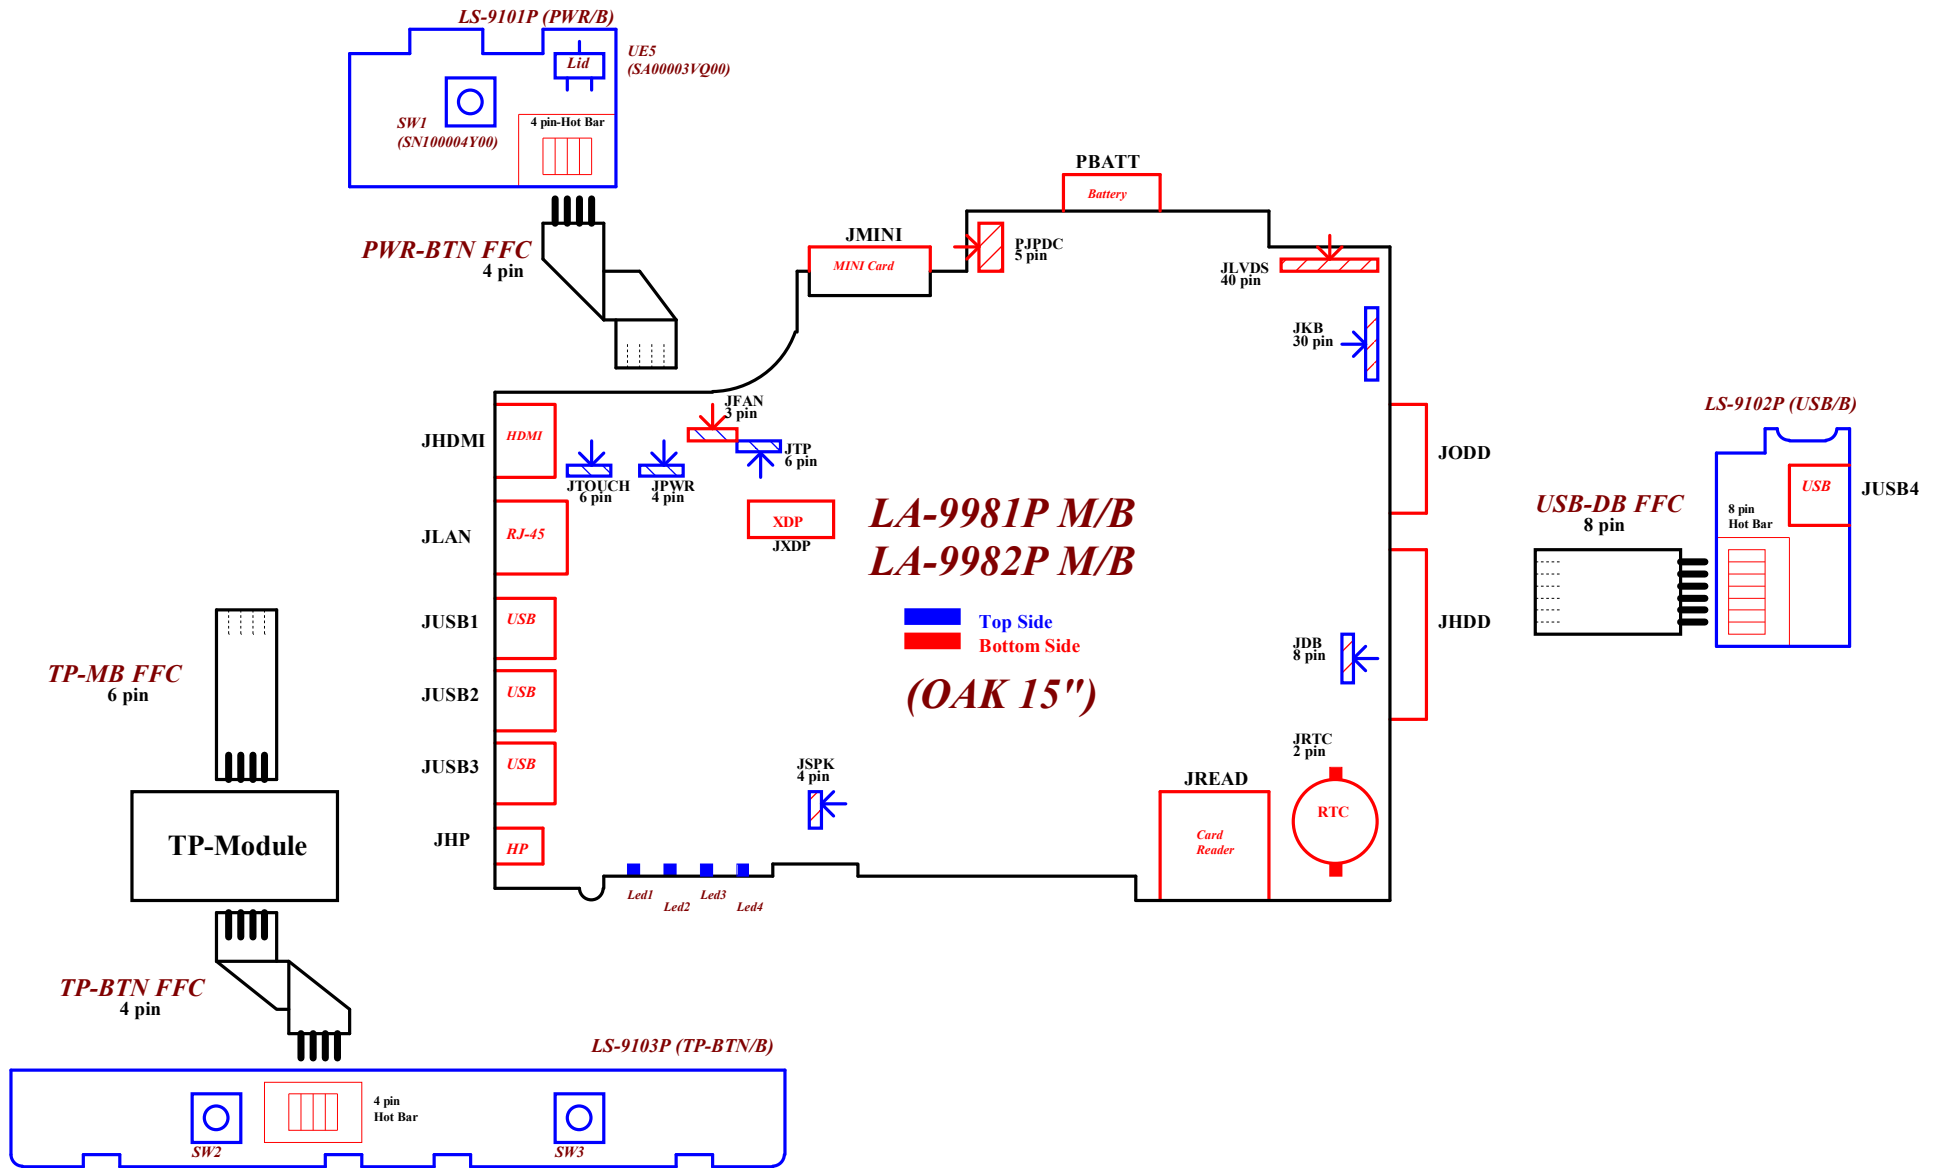 LS-9101P (PWR/B)
UE5
(SA00003VQ00)
Lid
SW1
(SN100004Y00)
4 pin-Hot Bar
PWR-BTN FFC
4 pin
PBATT
Battery
JMINI
MINI Card
PJPDC
5 pin
JLVDS
40 pin
JKB
30 pin
JFAN
3 pin
JHDMI
HDMI
JTP
6 pin
JTOUCH
6 pin
JPWR
4 pin
JODD
LS-9102P (USB/B)
USB
JUSB4
8 pin
Hot Bar
USB-DB FFC
8 pin
JLAN
RJ-45
XDP
JXDP
LA-9981P M/B
LA-9982P M/B
Top Side
Bottom Side
(OAK 15")
JUSB1
USB
JHDD
JDB
8 pin
TP-MB FFC
6 pin
JUSB2
USB
JUSB3
USB
JRTC
2 pin
RTC
JSPK
4 pin
JREAD
Card
Reader
JHP
HP
TP-Module
Led1
Led2
Led3
Led4
TP-BTN FFC
4 pin
LS-9103P (TP-BTN/B)
4 pin
Hot Bar
SW2
SW3